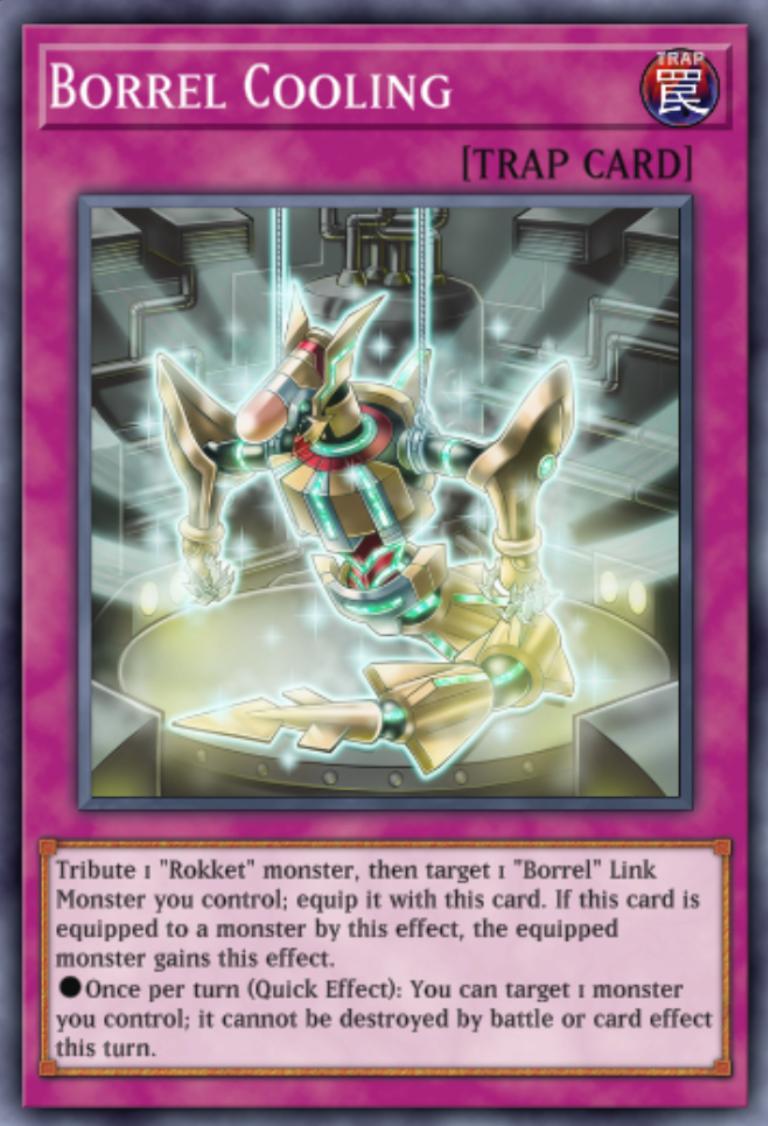 Borrel Cooling
TRAP
罠
[TRAP CARD]
Tribute 1 "Rokket" monster, then target 1 "Borrel" Link
Monster you control; equip it with this card. If this card is
equipped to a monster by this effect, the equipped
monster gains this effect.
●Once per turn (Quick Effect): You can target 1 monster
you control; it cannot be destroyed by battle or card effect
this turn.